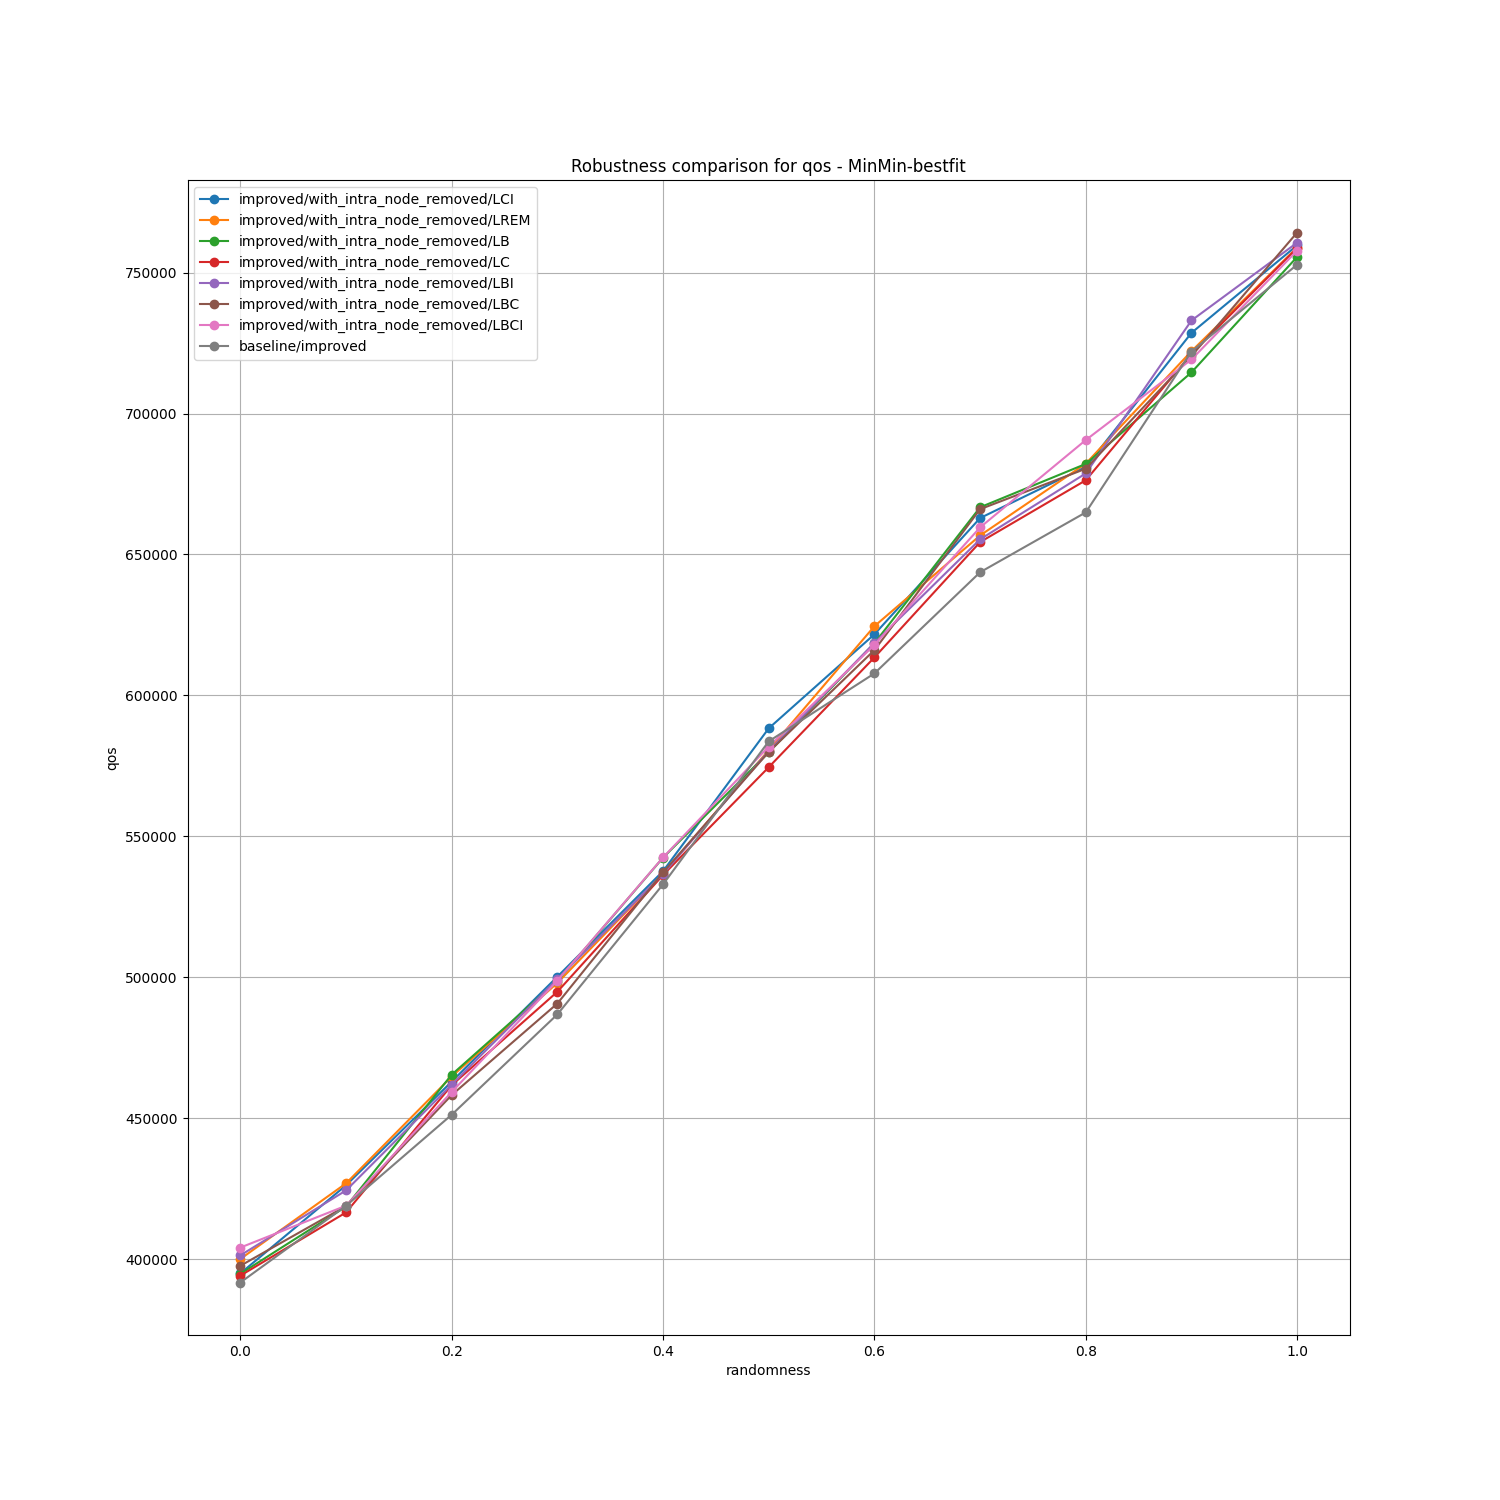 Robustness comparison for qos - MinMin-bestfit
improved/with_intra_node_removed/LCI
improved/with_intra_node_removed/LREM
improved/with_intra_node_removed/LB
improved/with_intra_node_removed/LC
improved/with_intra_node_removed/LBI
improved/with_intra_node_removed/LBC
improved/with_intra_node_removed/LBCI
baseline/improved
750000
700000
650000
600000
550000
500000
450000
400000
qos
0.0 0.2 0.4 0.6 0.8 1.0
randomness